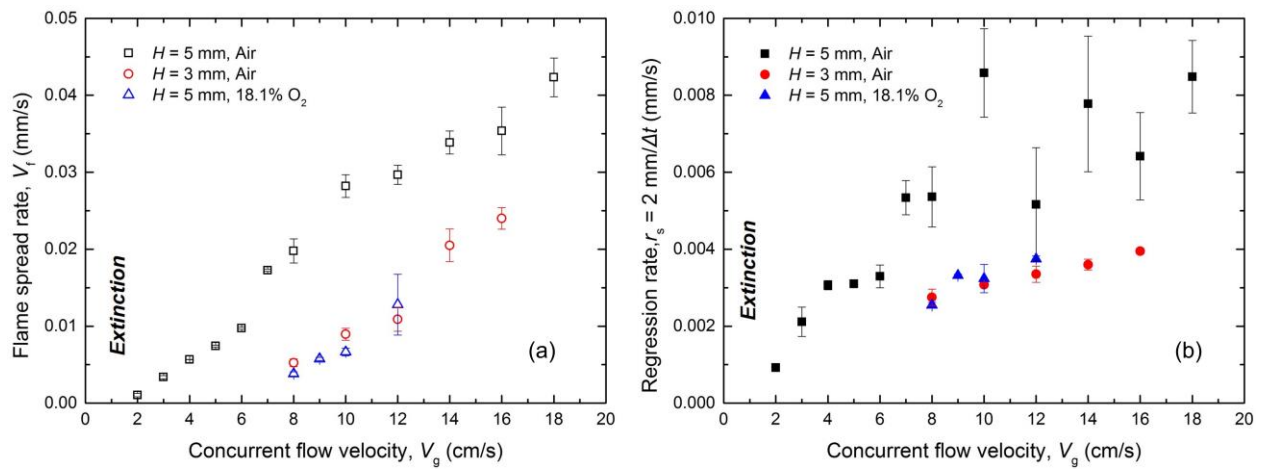 0.05
0.04
0.03
0.02
0.01
0.00
Flame spread rate, V_f (mm/s)
H = 5 mm, Air
H = 3 mm, Air
H = 5 mm, 18.1% O₂
Extinction
(a)
0 2 4 6 8 10 12 14 16 18 20
Concurrent flow velocity, V_g (cm/s)
0.010
0.008
0.006
0.004
0.002
0.000
Regression rate,r_s = 2 mm/Δt (mm/s)
H = 5 mm, Air
H = 3 mm, Air
H = 5 mm, 18.1% O₂
Extinction
(b)
0 2 4 6 8 10 12 14 16 18 20
Concurrent flow velocity, V_g (cm/s)